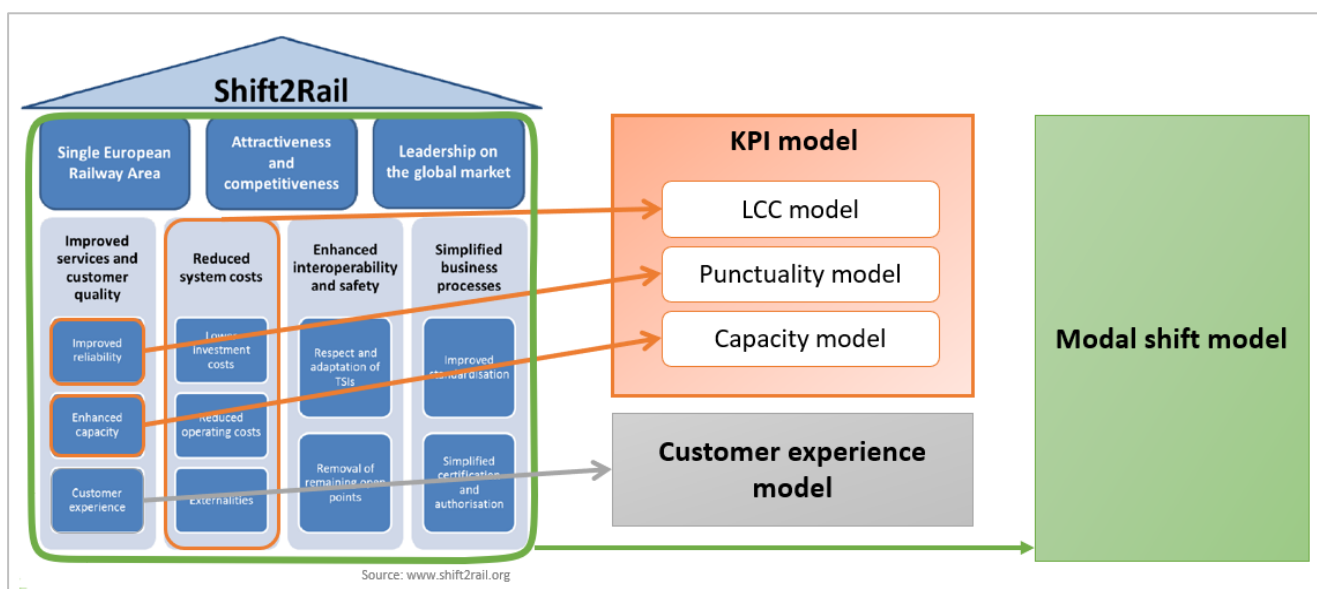 Shift2Rail
Single European
Railway Area
Attractiveness
and
competitiveness
Leadership on
the global market
Improved
services and
customer
quality
Improved
reliability
Enhanced
capacity
Customer
experience
Reduced
system costs
Lower
investment
costs
Reduced
operating costs
Externalities
Enhanced
interoperability
and safety
Respect and
adaptation of
TSIs
Removal of
remaining open
points
Simplified
business
processes
Improved
standardisation
Simplified
certification
and
authorisation
Source: www.shift2rail.org
KPI model
LCC model
Punctuality model
Capacity model
Customer experience
model
Modal shift model